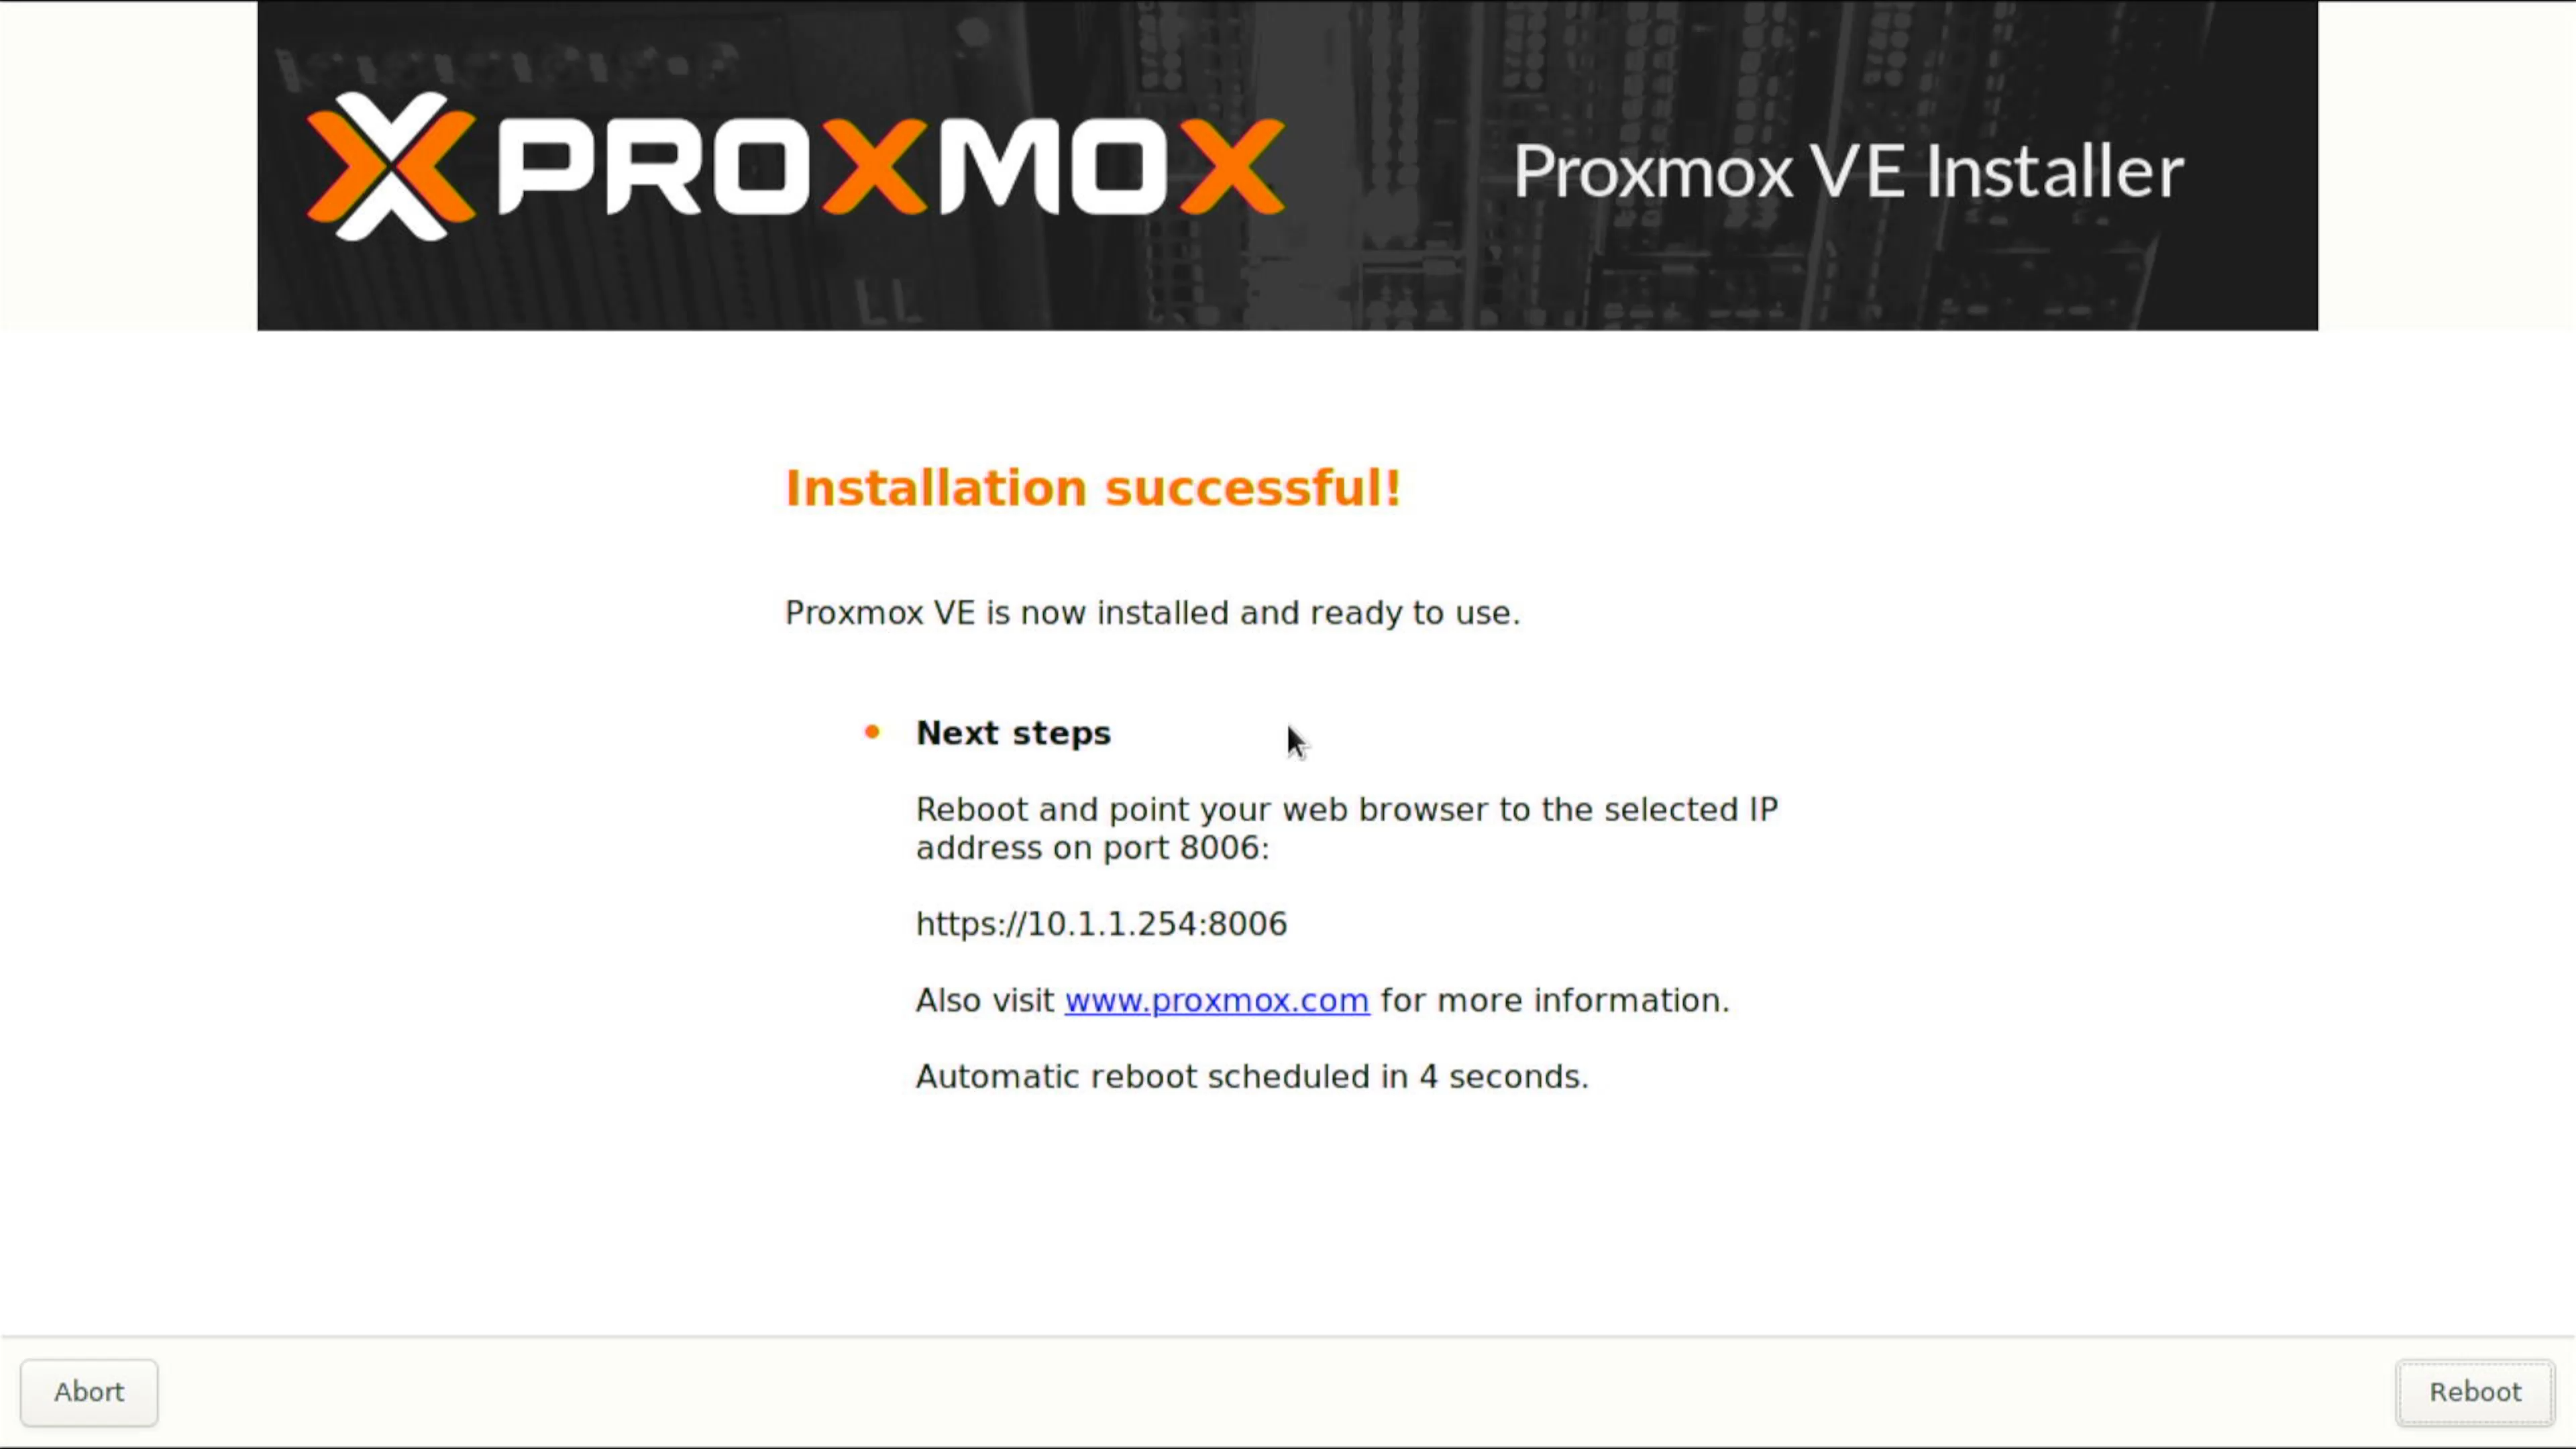 PROXMOX
Proxmox VE Installer
LL
Installation successful!
Proxmox VE is now installed and ready to use.
Next steps
Reboot and point your web browser to the selected IP
address on port 8006:
https://10.1.1.254:8006
Also visit www.proxmox.com for more information.
Automatic reboot scheduled in 4 seconds.
Abort
Reboot